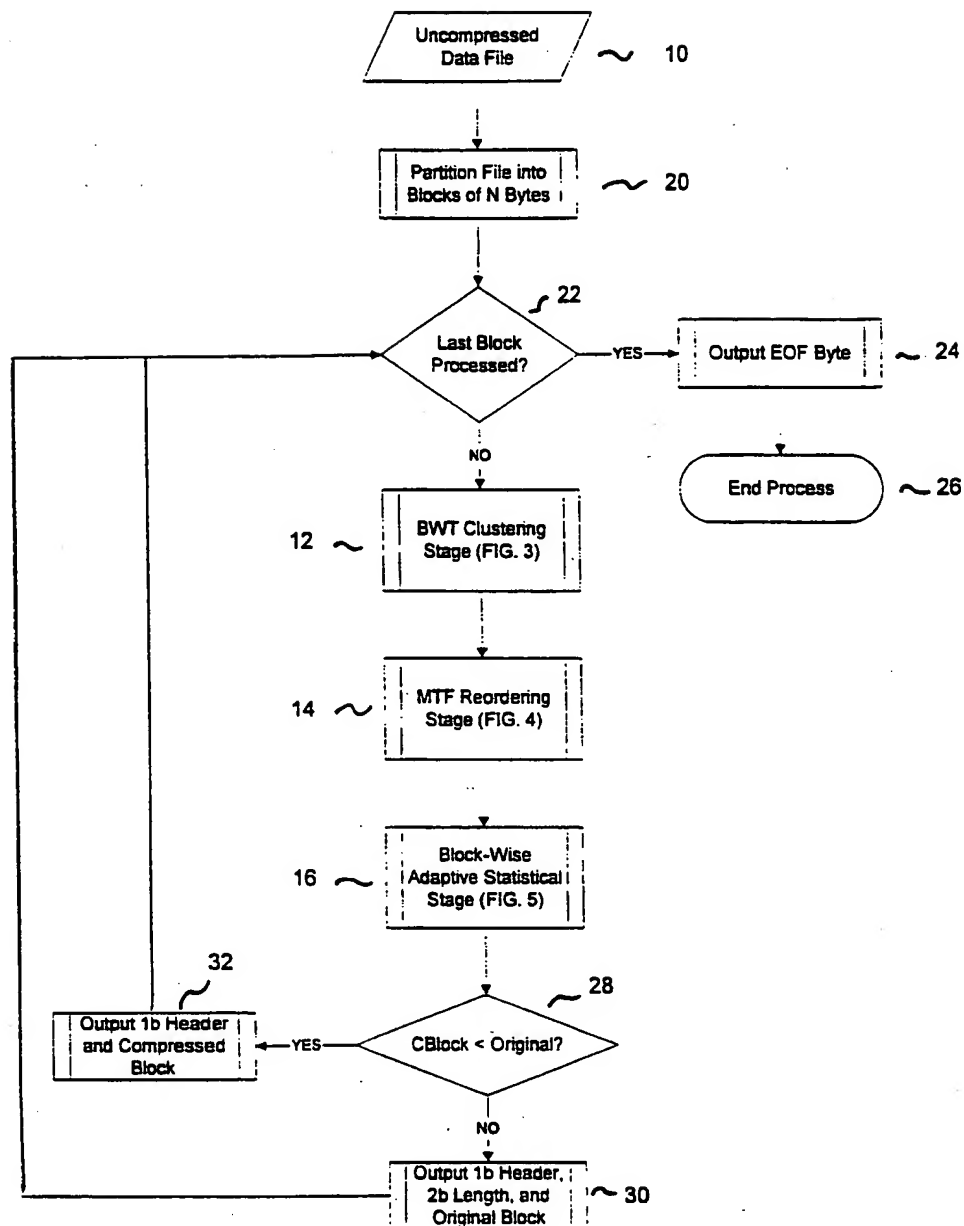 Uncompressed
Data File
10
Partition File into
Blocks of N Bytes
20
22
Last Block
Processed?
YES
Output EOF Byte
24
NO
End Process
26
12
BWT Clustering
Stage (FIG. 3)
14
MTF Reordering
Stage (FIG. 4)
16
Block-Wise
Adaptive Statistical
Stage (FIG. 5)
32
28
Output 1b Header
and Compressed
Block
YES
CBlock < Original?
NO
Output 1b Header,
2b Length, and
Original Block
30